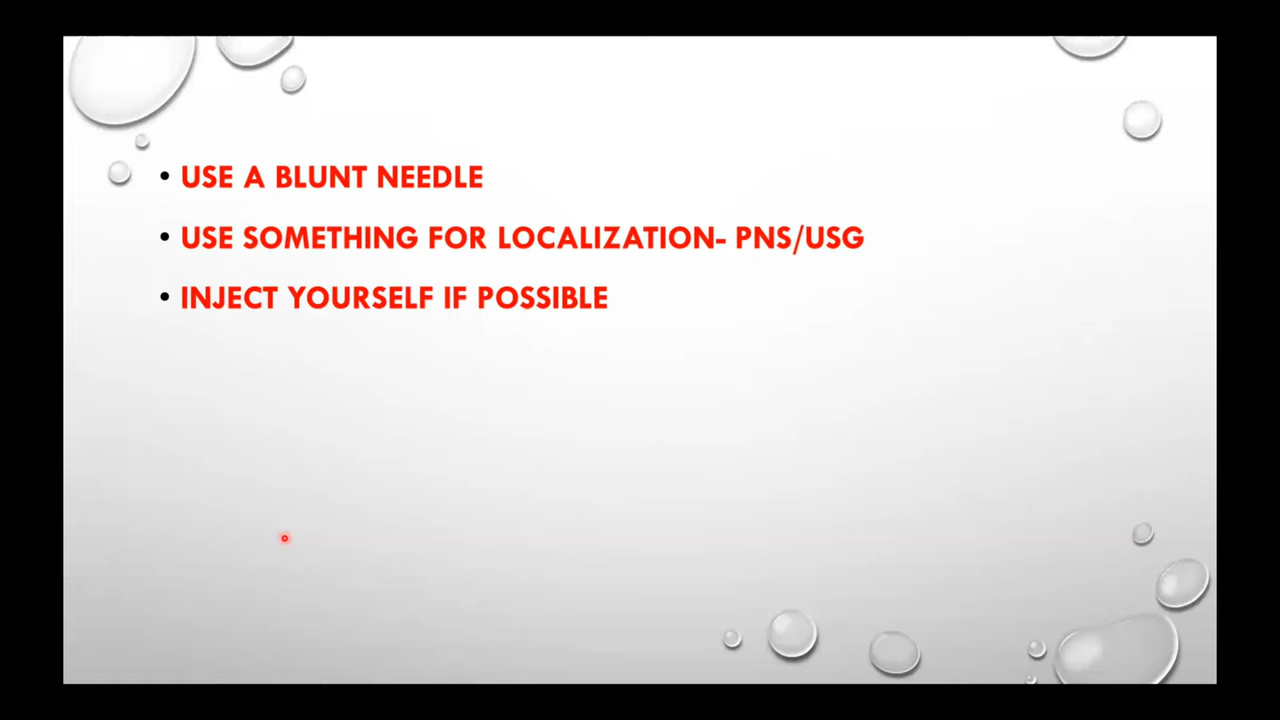 • USE A BLUNT NEEDLE
• USE SOMETHING FOR LOCALIZATION- PNS/USG
• INJECT YOURSELF IF POSSIBLE